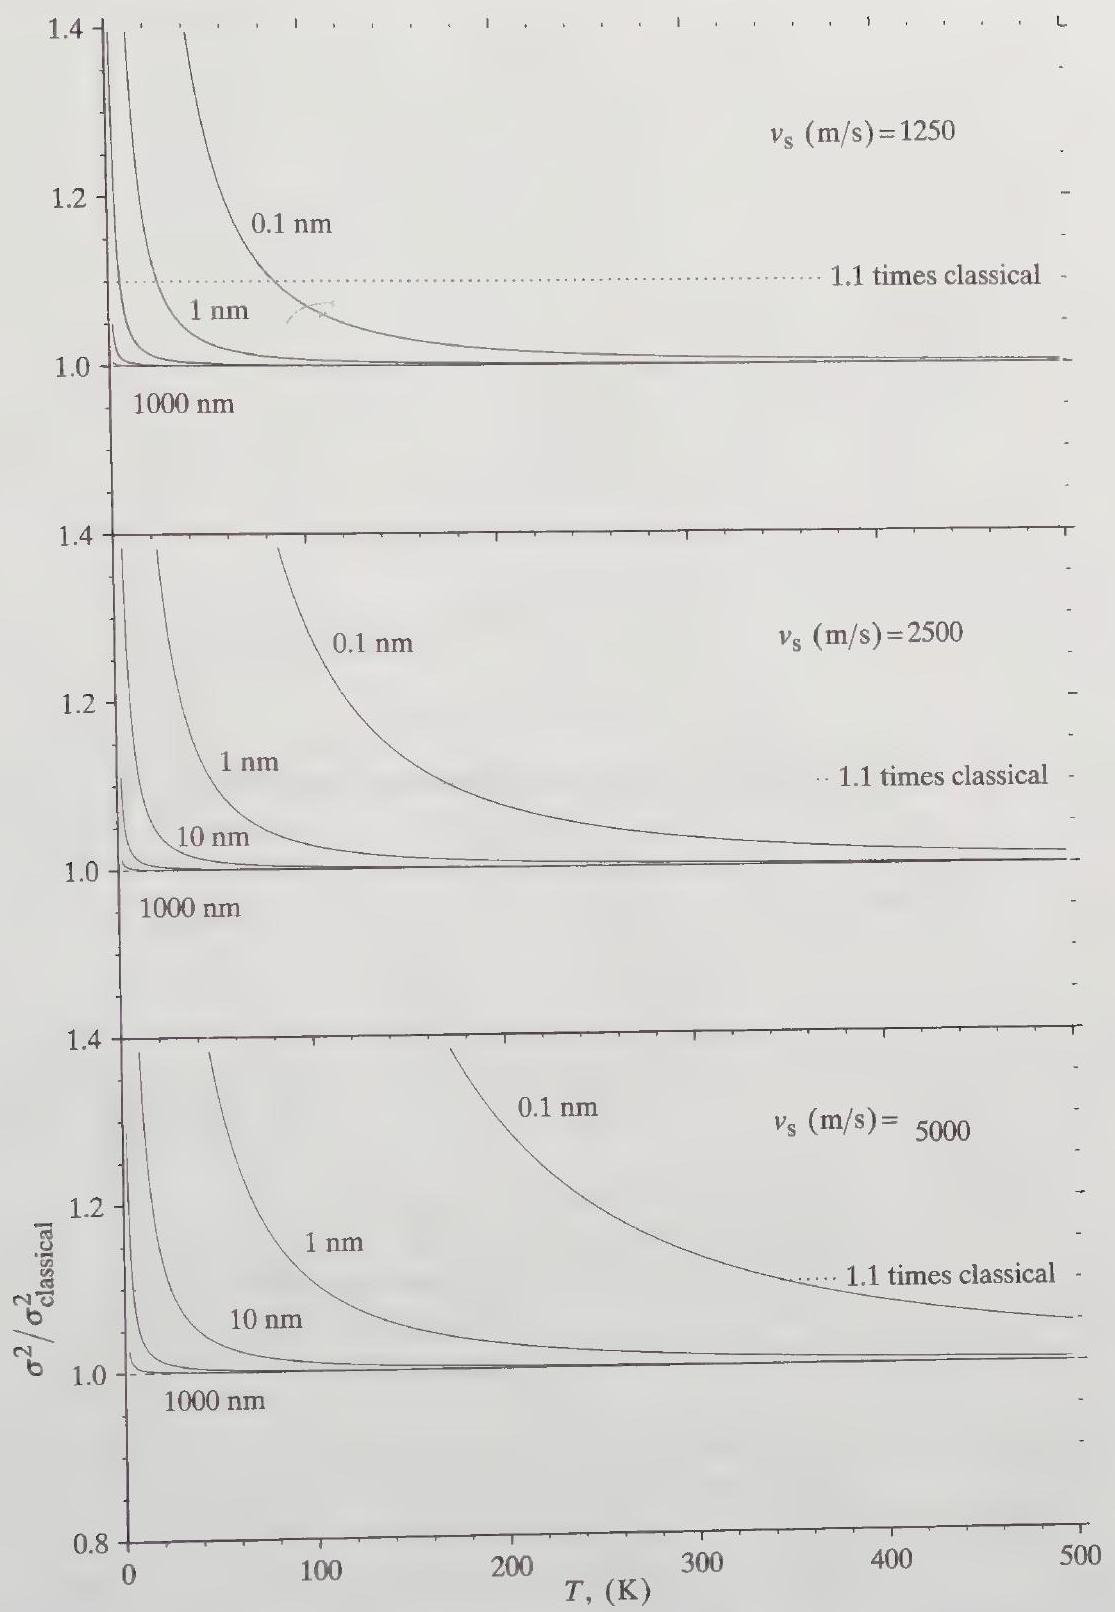 1.4
v_s (m/s)=1250
1.2
0.1 nm
1.1 times classical
1 nm
1.0
1000 nm
1.4
v_s (m/s)=2500
0.1 nm
1.2
1 nm
1.1 times classical
10 nm
1.0
1000 nm
1.4
0.1 nm
v_s (m/s)= 5000
1.2
1 nm
1.1 times classical
10 nm
σ²/σ²classical
1.0
1000 nm
0.8
0 100 200 300 400 500
T, (K)